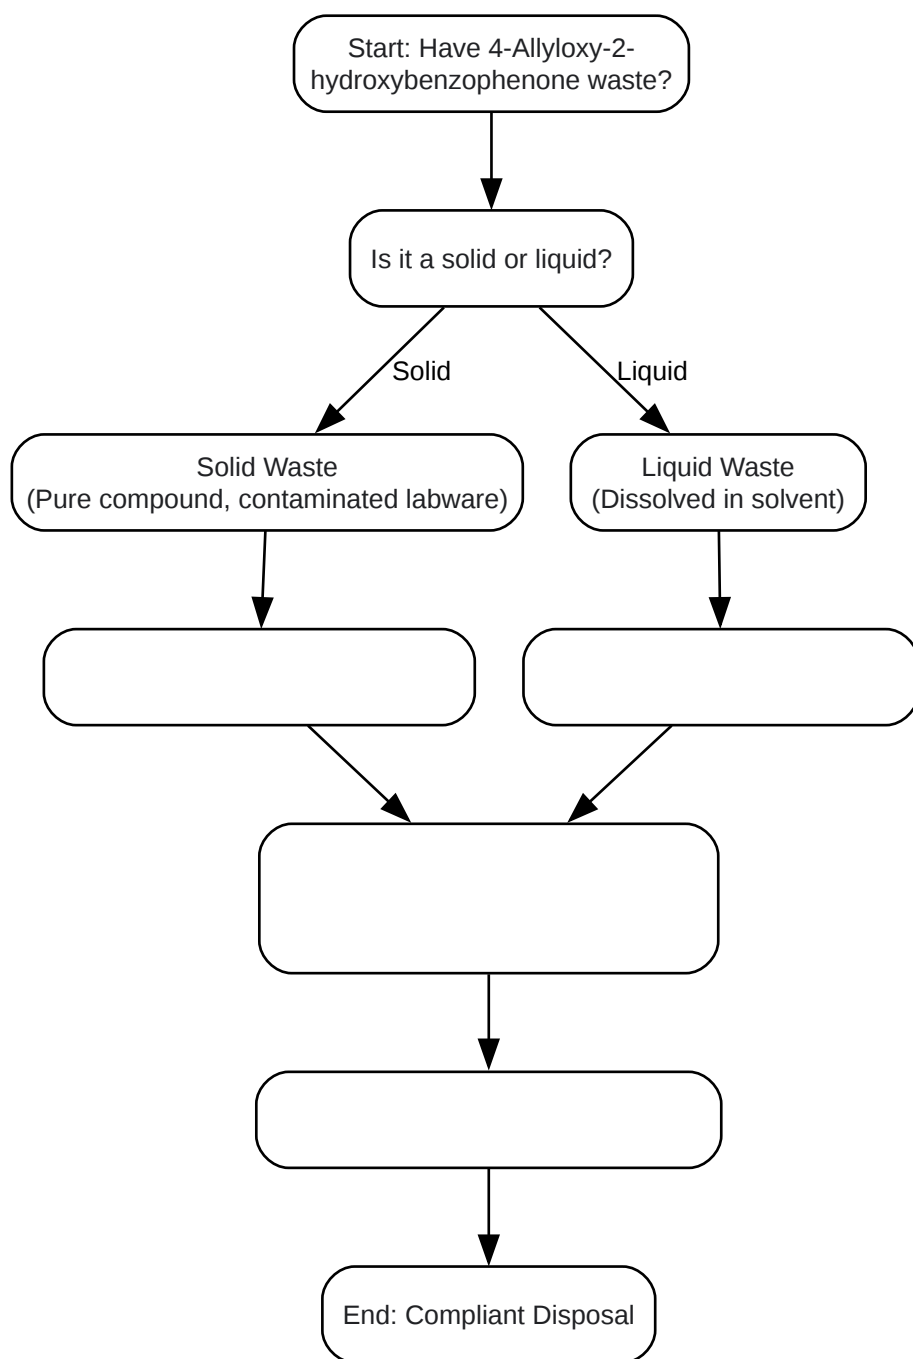 Start: Have 4-Allyloxy-2-
hydroxybenzophenone waste?
Is it a solid or liquid?
Solid
Liquid
Solid Waste
(Pure compound, contaminated labware)
Liquid Waste
(Dissolved in solvent)
End: Compliant Disposal